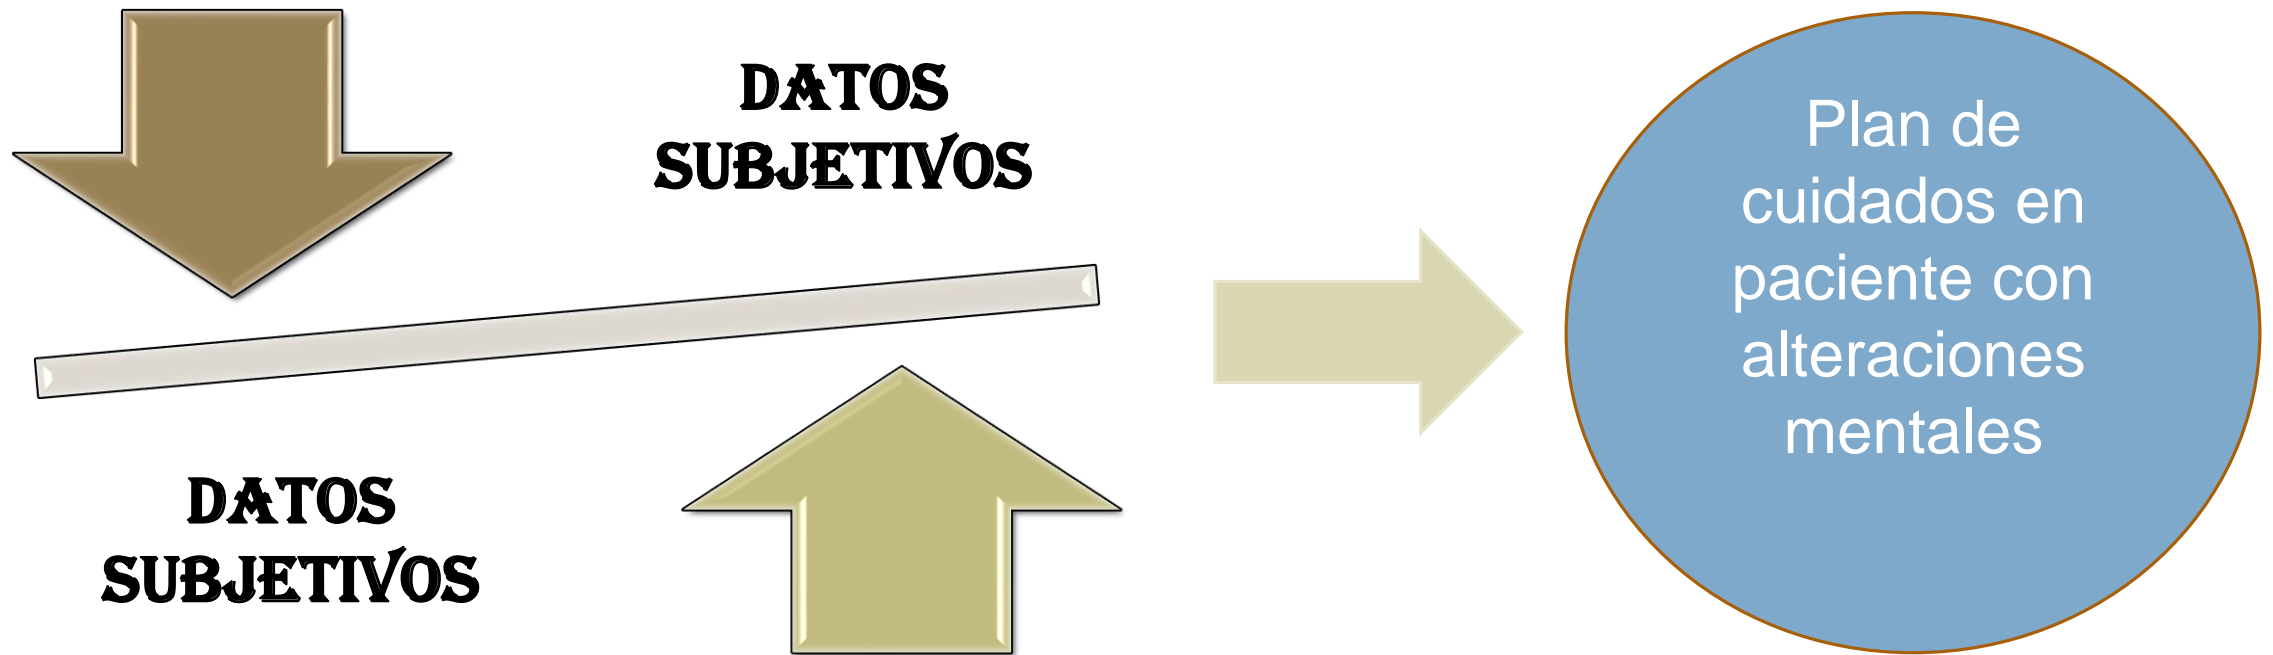 DATOS
SUBJETIVOS
DATOS
SUBJETIVOS
Plan de
cuidados en
paciente con
alteraciones
mentales